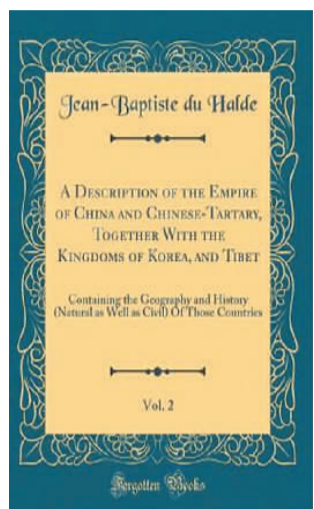 Jean-Baptiste du Halde
A Description of the Empire
of China and Chinese-Tartary,
Together With the
Kingdoms of Korea, and Tibet
Containing the Geography and History
(Natural as Well as Civil) Of Those Countries
Vol. 2
Forgotten Books